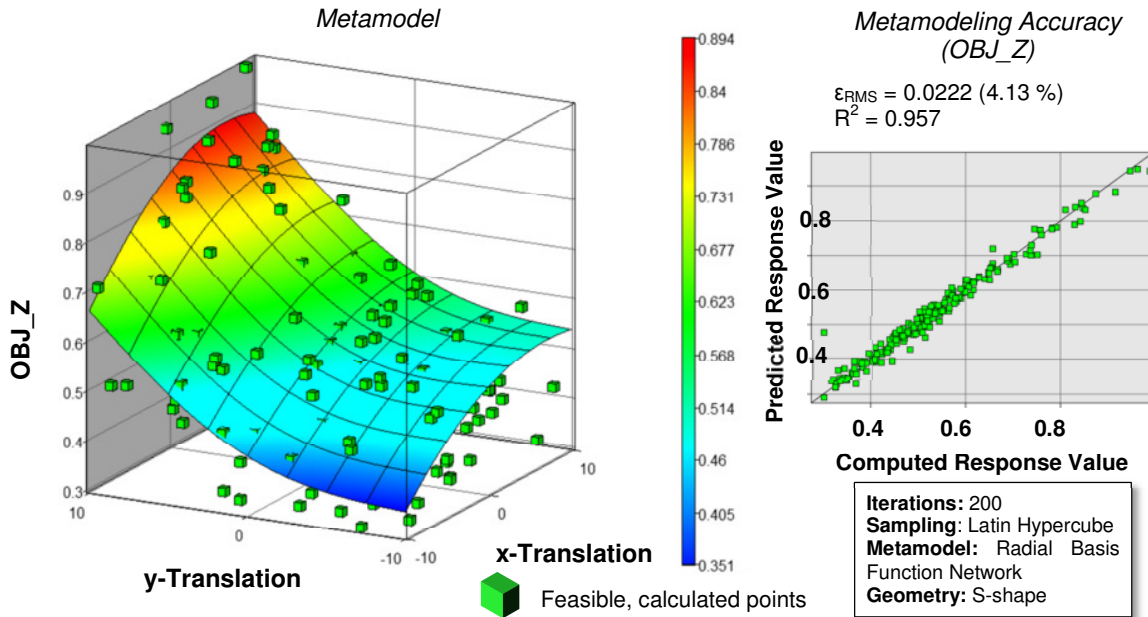 Metamodel
0.9
0.8
0.7
0.6
0.5
0.4
0.3
OBJ_Z
10
0
-10
y-Translation
-10
0
10
x-Translation
0.894
0.84
0.786
0.731
0.677
0.623
0.568
0.514
0.46
0.405
0.351
Feasible, calculated points
Metamodeling Accuracy
(OBJ_Z)
εRMS = 0.0222 (4.13 %)
R² = 0.957
Predicted Response Value
0.8
0.6
0.4
0.4
0.6
0.8
Computed Response Value
Iterations: 200
Sampling: Latin Hypercube
Metamodel: Radial Basis
Function Network
Geometry: S-shape